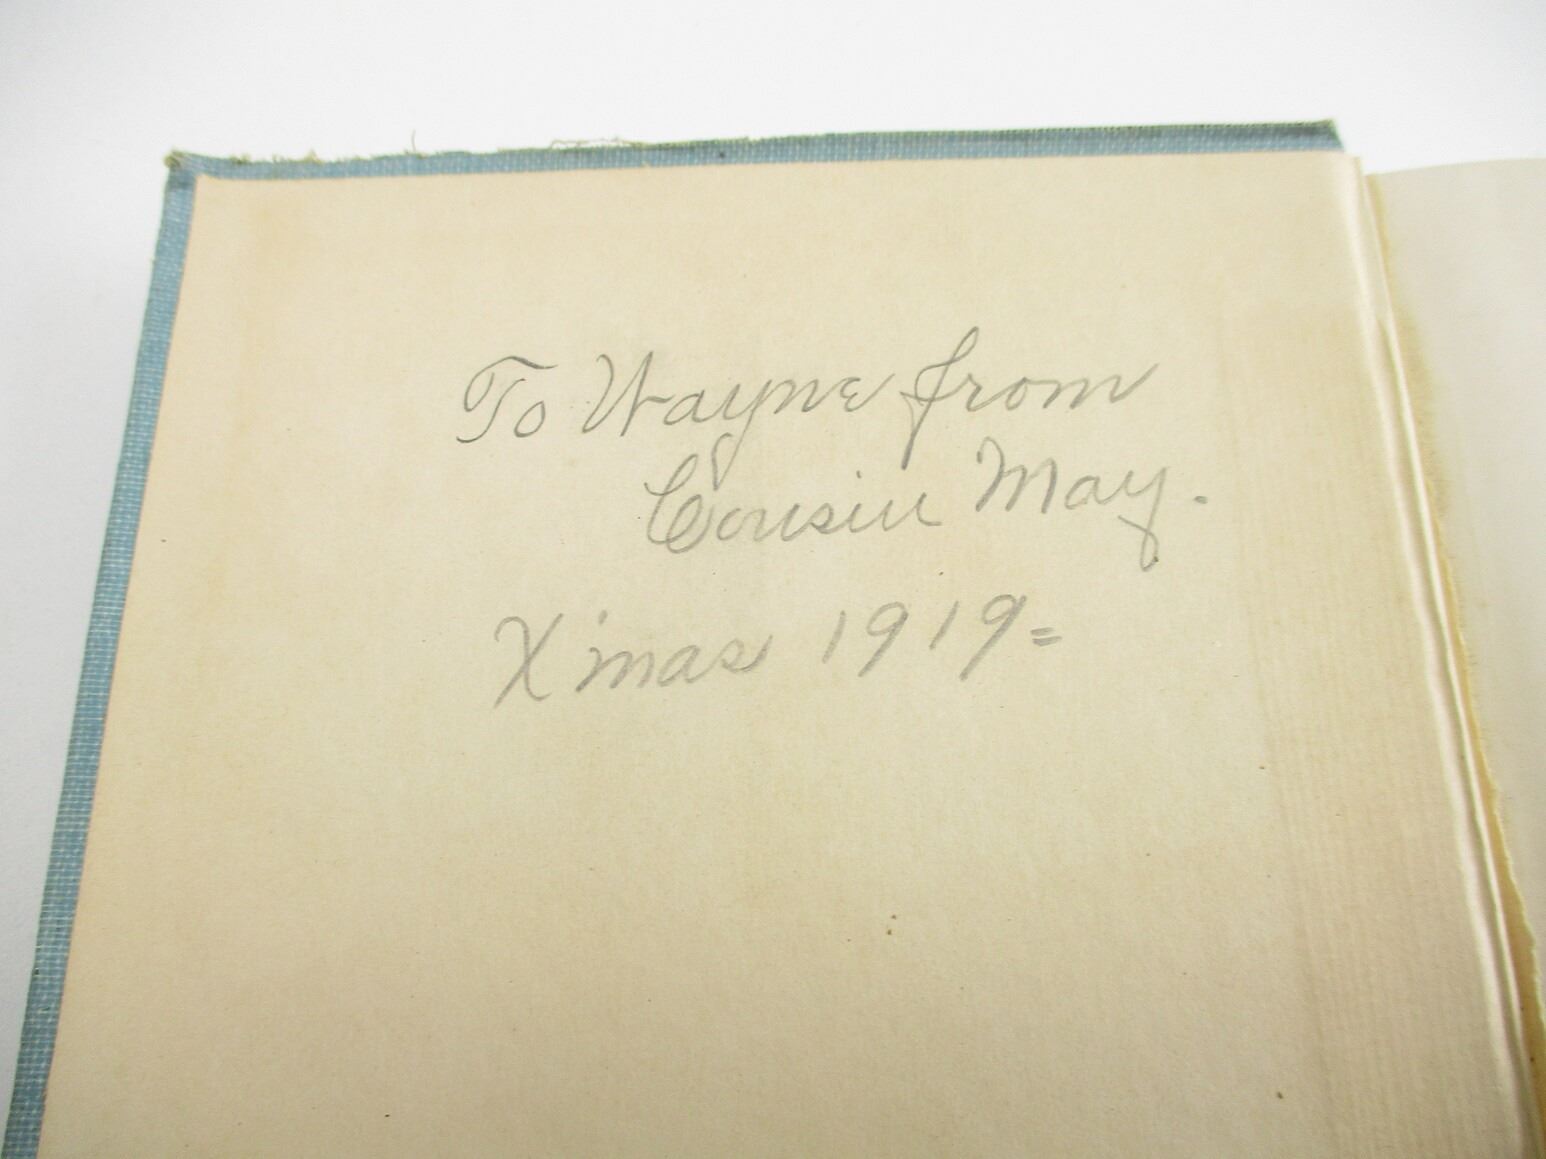 To Wayne from
Cousin May.
X'mas 1919=